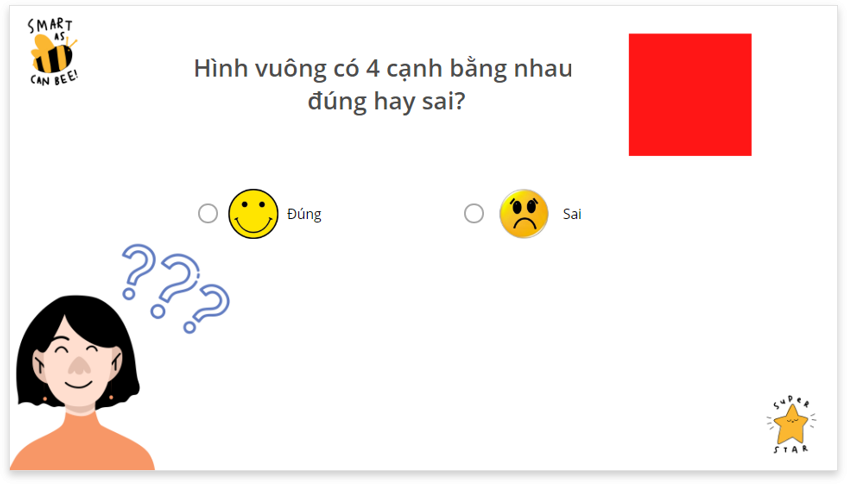 SMART
AS
CAN BEE!
Hình vuông có 4 cạnh bằng nhau
đúng hay sai?
Đúng
Sai
???
SUPER
STAR